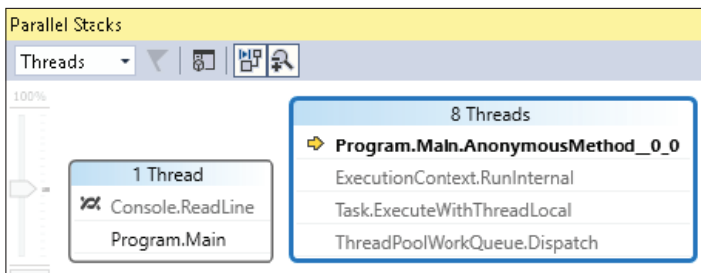 Parallel Stacks
Threads
100%
8 Threads
Program.Main.AnonymousMethod__0_0
1 Thread
ExecutionContext.RunInternal
Console.ReadLine
Task.ExecuteWithThreadLocal
Program.Main
ThreadPoolWorkQueue.Dispatch